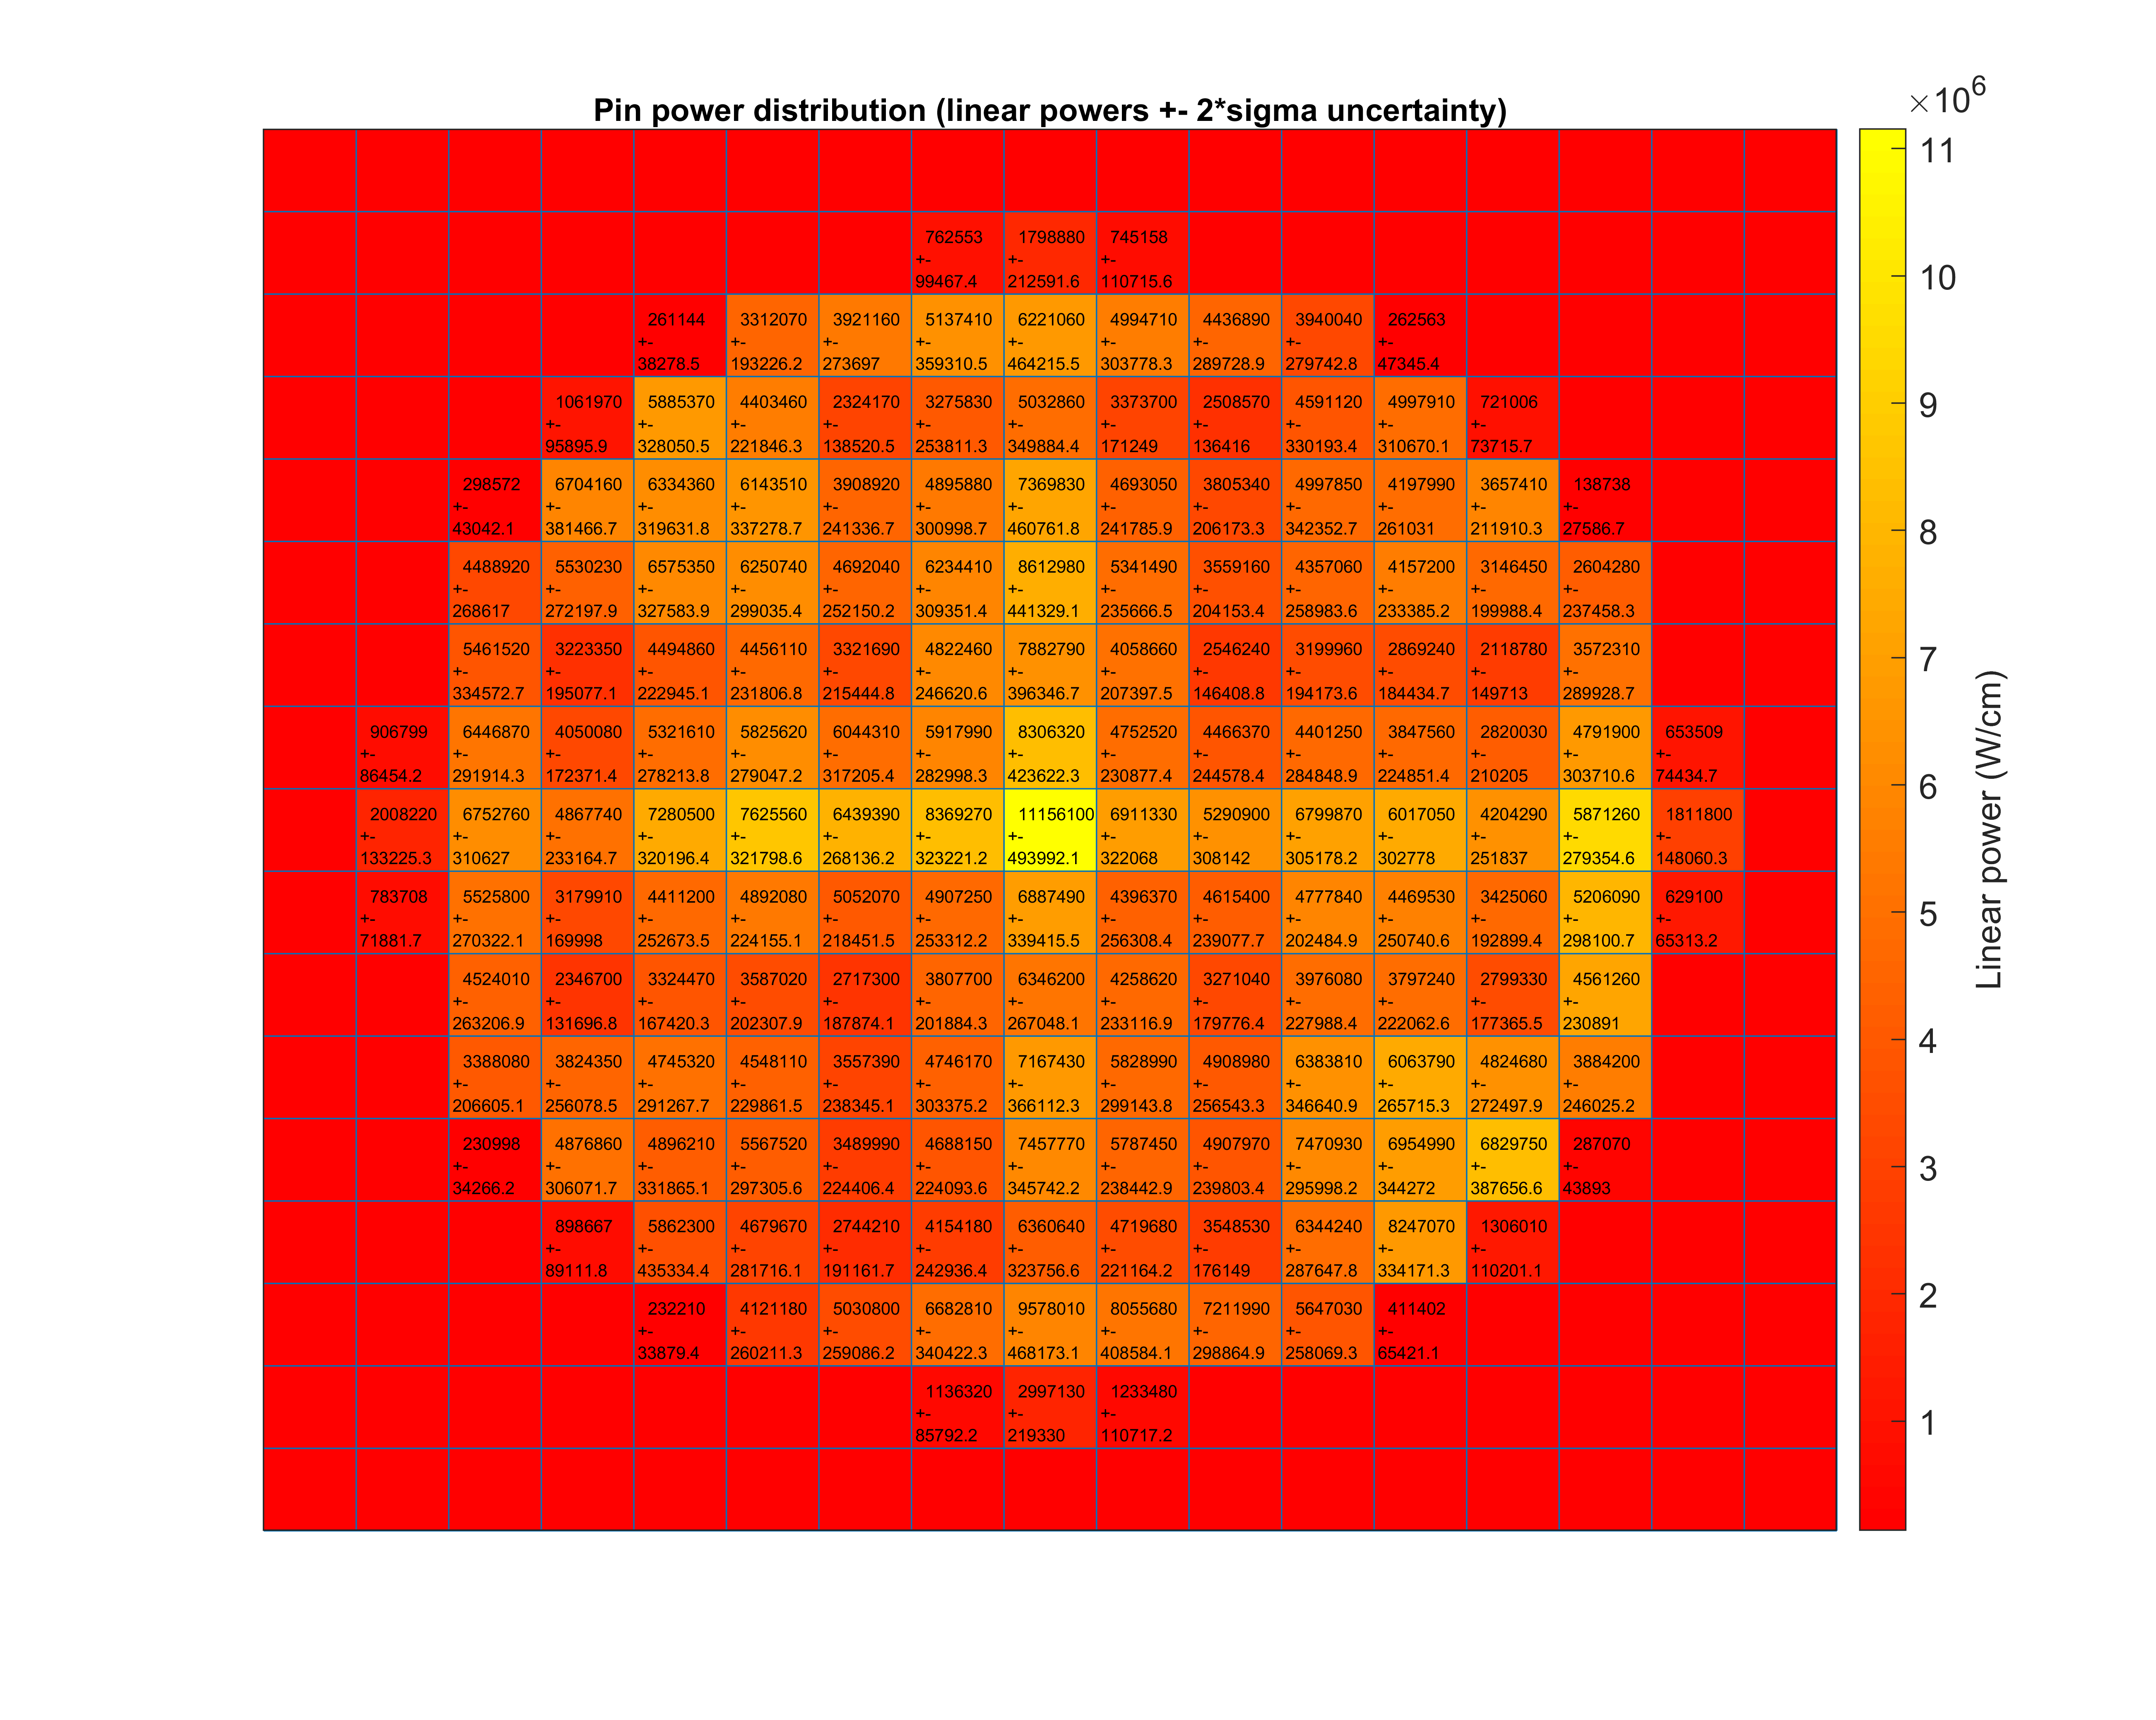 ×10^6
Pin power distribution (linear powers +- 2*sigma uncertainty)
11
10
9
8
7
6
5
4
3
2
1
Linear power (W/cm)
762553 1798880 745158
+- +- +-
99467.4 212591.6 110715.6
261144 3312070 3921160 5137410 6221060 4994710 4436890 3940040 262563
+- +- +- +- +- +- +- +- +-
38278.5 193226.2 273697 359310.5 464215.5 303778.3 289728.9 279742.8 47345.4
1061970 5885370 4403460 2324170 3275830 5032860 3373700 2508570 4591120 4997910 721006
+- +- +- +- +- +- +- +- +- +- +-
95895.9 328050.5 221846.3 138520.5 253811.3 349884.4 171249 136416 330193.4 310670.1 73715.7
298572 6704160 6334360 6143510 3908920 4895880 7369830 4693050 3805340 4997850 4197990 3657410 138738
+- +- +- +- +- +- +- +- +- +- +- +- +-
43042.1 381466.7 319631.8 337278.7 241336.7 300998.7 460761.8 241785.9 206173.3 342352.7 261031 211910.3 27586.7
4488920 5530230 6575350 6250740 4692040 6234410 8612980 5341490 3559160 4357060 4157200 3146450 2604280
+- +- +- +- +- +- +- +- +- +- +- +- +-
268617 272197.9 327583.9 299035.4 252150.2 309351.4 441329.1 235666.5 204153.4 258983.6 233385.2 199988.4 237458.3
5461520 3223350 4494860 4456110 3321690 4822460 7882790 4058660 2546240 3199960 2869240 2118780 3572310
+- +- +- +- +- +- +- +- +- +- +- +- +-
334572.7 195077.1 222945.1 231806.8 215444.8 246620.6 396346.7 207397.5 146408.8 194173.6 184434.7 149713 289928.7
906799 6446870 4050080 5321610 5825620 6044310 5917990 8306320 4752520 4466370 4401250 3847560 2820030 4791900 653509
+- +- +- +- +- +- +- +- +- +- +- +- +- +- +-
86454.2 291914.3 172371.4 278213.8 279047.2 317205.4 282998.3 423622.3 230877.4 244578.4 284848.9 224851.4 210205 303710.6 74434.7
2008220 6752760 4867740 7280500 7625560 6439390 8369270 11156100 6911330 5290900 6799870 6017050 4204290 5871260 1811800
+- +- +- +- +- +- +- +- +- +- +- +- +- +- +-
133225.3 310627 233164.7 320196.4 321798.6 268136.2 323221.2 493992.1 322068 308142 305178.2 302778 251837 279354.6 148060.3
783708 5525800 3179910 4411200 4892080 5052070 4907250 6887490 4396370 4615400 4777840 4469530 3425060 5206090 629100
+- +- +- +- +- +- +- +- +- +- +- +- +- +- +-
71881.7 270322.1 169998 252673.5 224155.1 218451.5 253312.2 339415.5 256308.4 239077.7 202484.9 250740.6 192899.4 298100.7 65313.2
4524010 2346700 3324470 3587020 2717300 3807700 6346200 4258620 3271040 3976080 3797240 2799330 4561260
+- +- +- +- +- +- +- +- +- +- +- +- +-
263206.9 131696.8 167420.3 202307.9 187874.1 201884.3 267048.1 233116.9 179776.4 227988.4 222062.6 177365.5 230891
3388080 3824350 4745320 4548110 3557390 4746170 7167430 5828990 4908980 6383810 6063790 4824680 3884200
+- +- +- +- +- +- +- +- +- +- +- +- +-
206605.1 256078.5 291267.7 229861.5 238345.1 303375.2 366112.3 299143.8 256543.3 346640.9 265715.3 272497.9 246025.2
230998 4876860 4896210 5567520 3489990 4688150 7457770 5787450 4907970 7470930 6954990 6829750 287070
+- +- +- +- +- +- +- +- +- +- +- +- +-
34266.2 306071.7 331865.1 297305.6 224406.4 224093.6 345742.2 238442.9 239803.4 295998.2 344272 387656.6 43893
898667 5862300 4679670 2744210 4154180 6360640 4719680 3548530 6344240 8247070 1306010
+- +- +- +- +- +- +- +- +- +- +-
89111.8 435334.4 281716.1 191161.7 242936.4 323756.6 221164.2 176149 287647.8 334171.3 110201.1
232210 4121180 5030800 6682810 9578010 8055680 7211990 5647030 411402
+- +- +- +- +- +- +- +- +-
33879.4 260211.3 259086.2 340422.3 468173.1 408584.1 298864.9 258069.3 65421.1
1136320 2997130 1233480
+- +- +-
85792.2 219330 110717.2